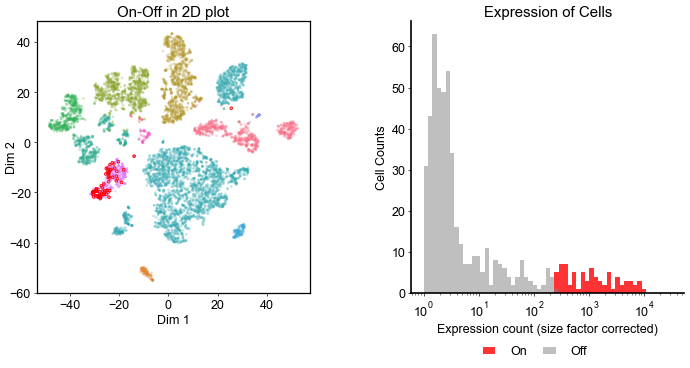 On-Off in 2D plot
Dim 2
40
20
0
−20
−40
−60
−40 −20 0 20 40
Dim 1
Expression of Cells
Cell Counts
60
50
40
30
20
10
0
10^0 10^1 10^2 10^3 10^4
Expression count (size factor corrected)
On Off